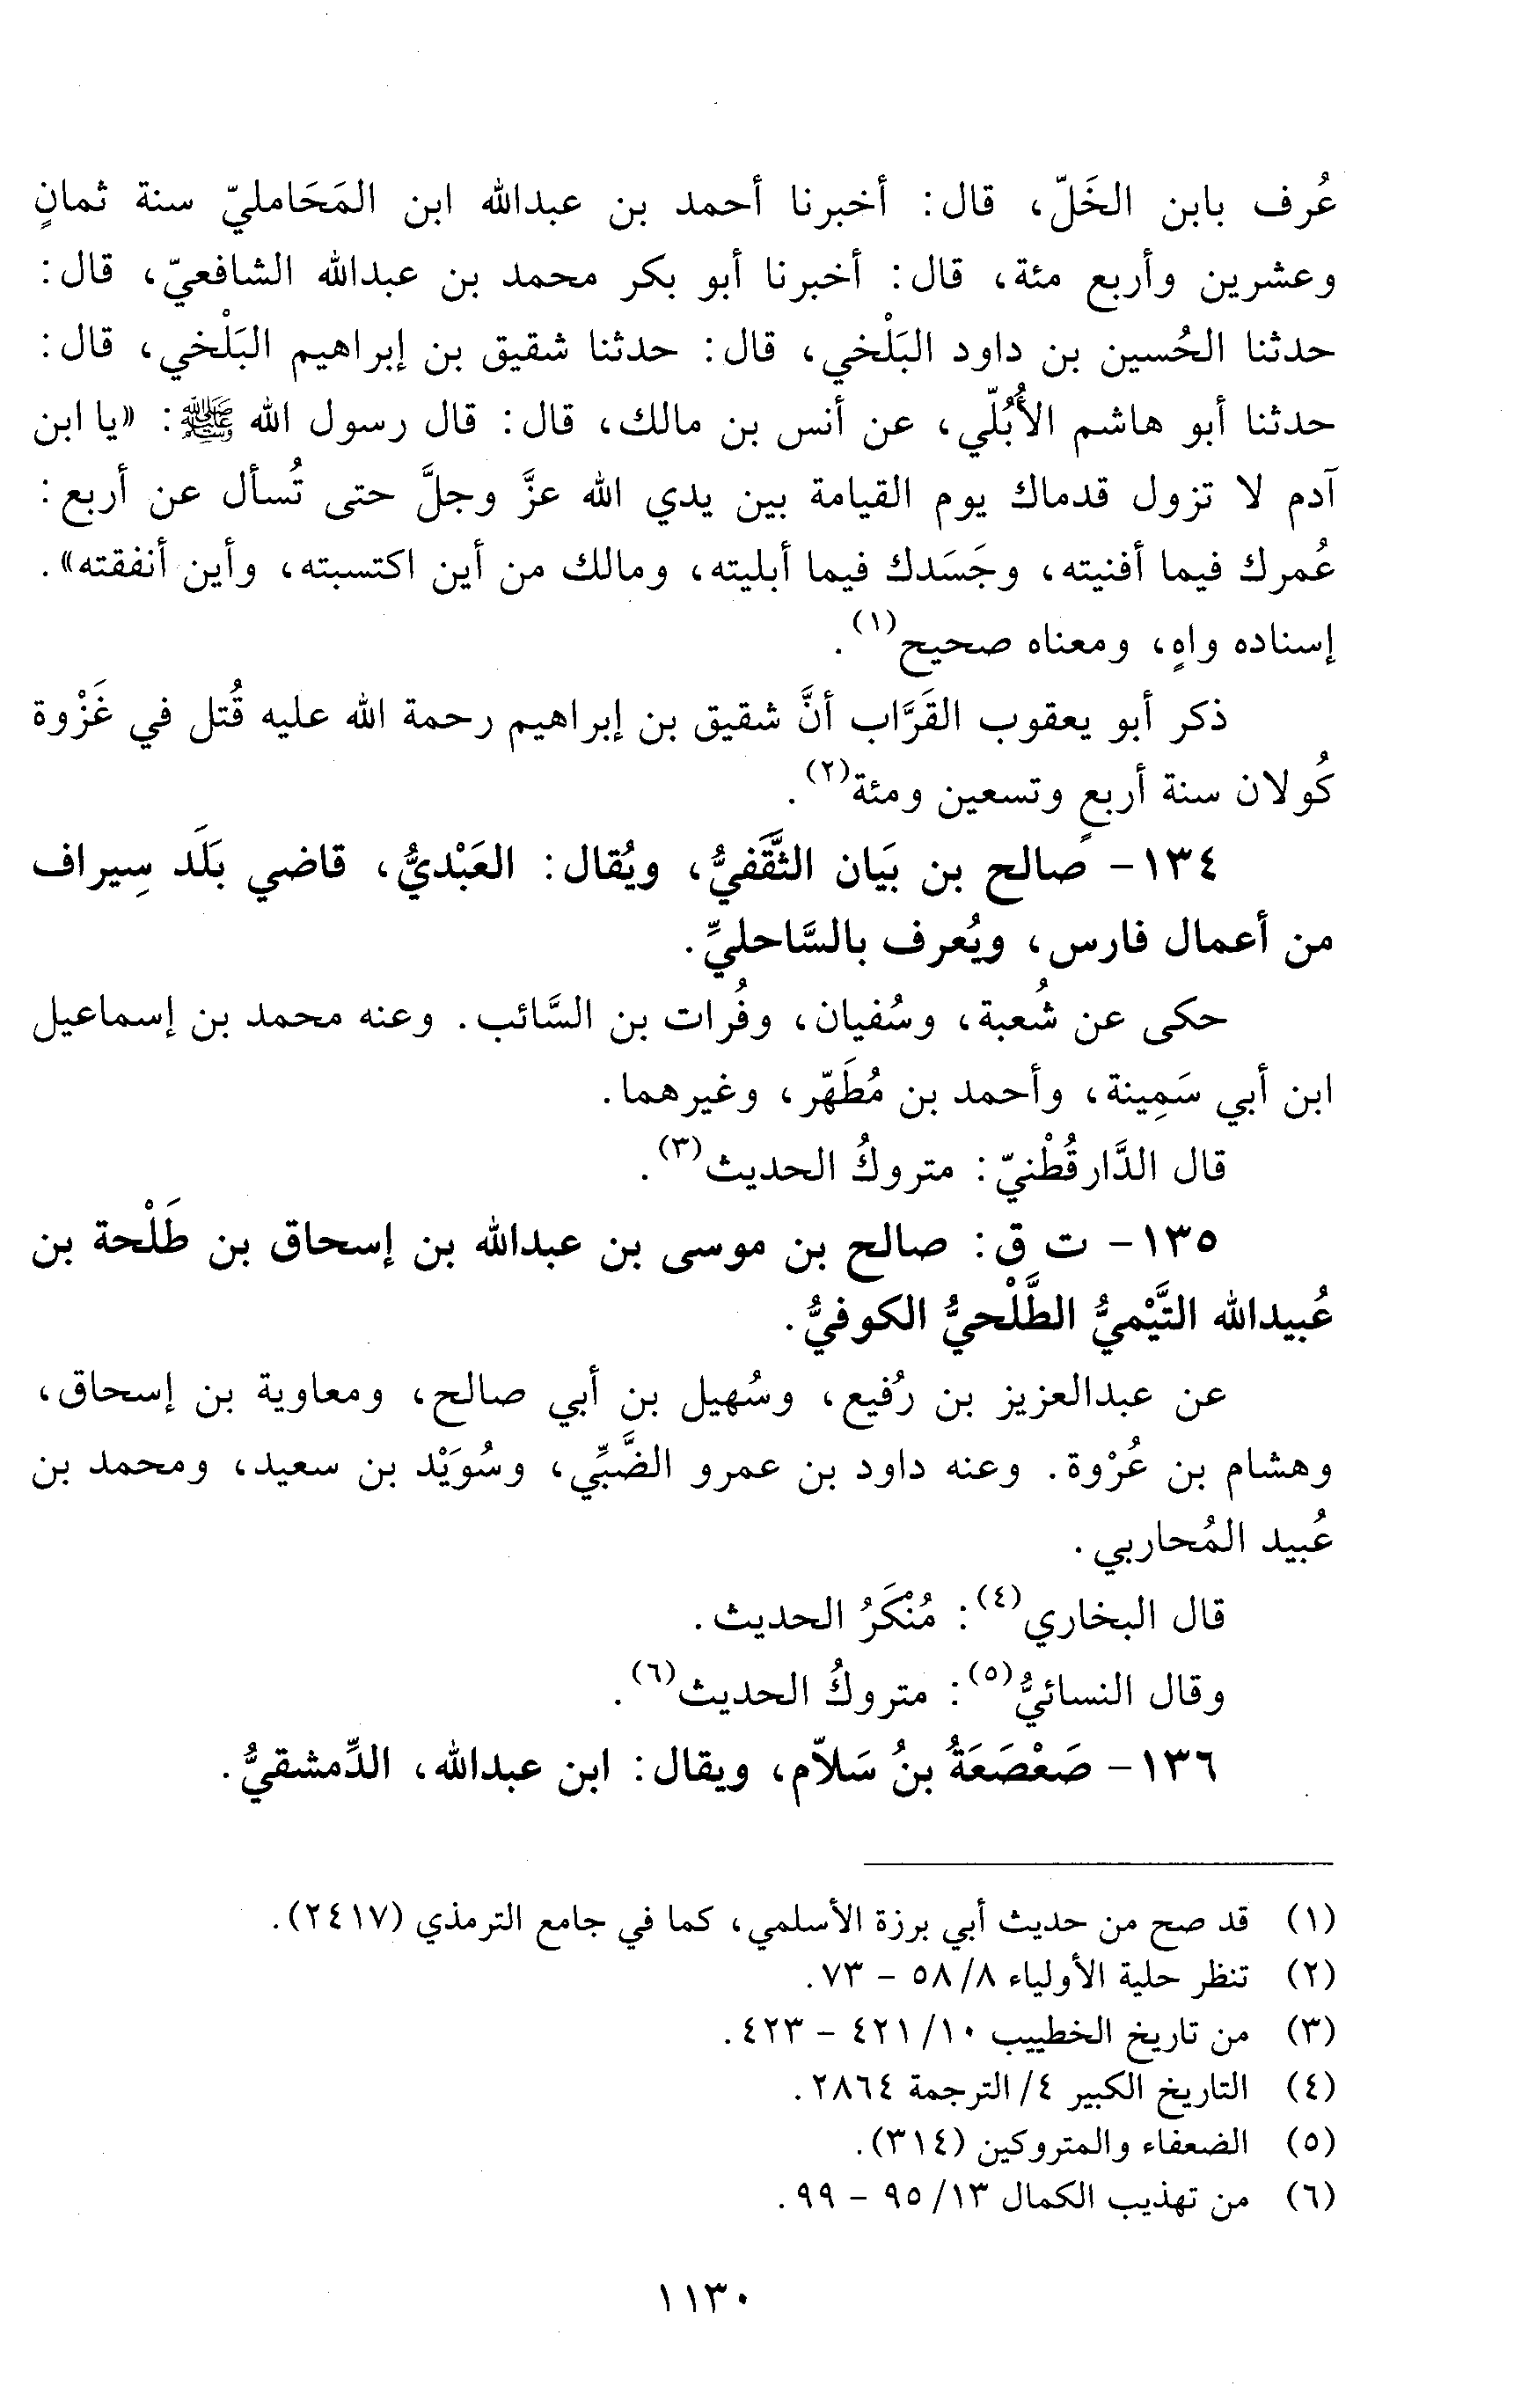 عُرف بابن الخَلّ، قال: أخبرنا أحمد بن عبدالله ابن المَحَامليّ سنة ثمانٍ
وعشرين وأربع مئة، قال: أخبرنا أبو بكر محمد بن عبدالله الشافعيّ، قال:
حدثنا الحُسين بن داود البَلْخي، قال: حدثنا شقيق بن إبراهيم البَلْخي، قال:
حدثنا أبو هاشم الأُبُلّي، عن أنس بن مالك، قال: قال رسول الله ﷺ: «يا ابن
آدم لا تزول قدماك يوم القيامة بين يدي الله عزَّ وجلَّ حتى تُسأل عن أربع:
عُمرك فيما أفنيته، وجَسَدك فيما أبليته، ومالك من أين اكتسبته، وأين أنفقته».
إسناده واهٍ، ومعناه صحيح(١).
ذكر أبو يعقوب القَرَّاب أنَّ شقيق بن إبراهيم رحمة الله عليه قُتل في غَزْوة
كُولان سنة أربعٍ وتسعين ومئة(٢).
١٣٤- صالح بن بَيَان الثَّقَفيُّ، ويُقال: العَبْديُّ، قاضي بَلَد سِيراف
من أعمال فارس، ويُعرف بالسَّاحليِّ.
حكى عن شُعبة، وسُفيان، وفُرات بن السَّائب. وعنه محمد بن إسماعيل
ابن أبي سَمِينة، وأحمد بن مُطَهّر، وغيرهما.
قال الدَّارقُطْنيّ: متروكُ الحديث(٣).
١٣٥- ت ق: صالح بن موسى بن عبدالله بن إسحاق بن طَلْحة بن
عُبيدالله التَّيْميُّ الطَّلْحيُّ الكوفيُّ.
عن عبدالعزيز بن رُفيع، وسُهيل بن أبي صالح، ومعاوية بن إسحاق،
وهشام بن عُرْوة. وعنه داود بن عمرو الضَّبِّي، وسُوَيْد بن سعيد، ومحمد بن
عُبيد المُحاربي.
قال البخاري(٤): مُنْكَرُ الحديث.
وقال النسائيُّ(٥): متروكُ الحديث(٦).
١٣٦- صَعْصَعَةُ بنُ سَلاّم، ويقال: ابن عبدالله، الدِّمشقيُّ.
(١) قد صح من حديث أبي برزة الأسلمي، كما في جامع الترمذي (٢٤١٧).
(٢) تنظر حلية الأولياء ٨/ ٥٨ - ٧٣.
(٣) من تاريخ الخطيب ١٠/ ٤٢١ - ٤٢٣.
(٤) التاريخ الكبير ٤/ الترجمة ٢٨٦٤.
(٥) الضعفاء والمتروكين (٣١٤).
(٦) من تهذيب الكمال ١٣/ ٩٥ - ٩٩.
١١٣٠